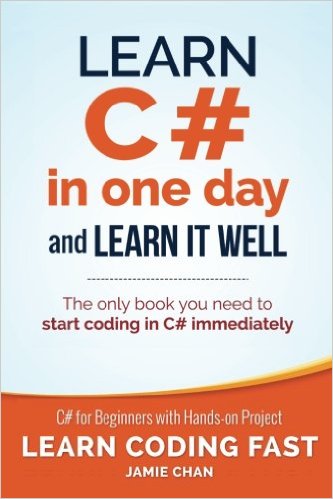 LEARN
C#
in one day
and LEARN IT WELL
The only book you need to
start coding in C# immediately
C# for Beginners with Hands-on Project
LEARN CODING FAST
JAMIE CHAN